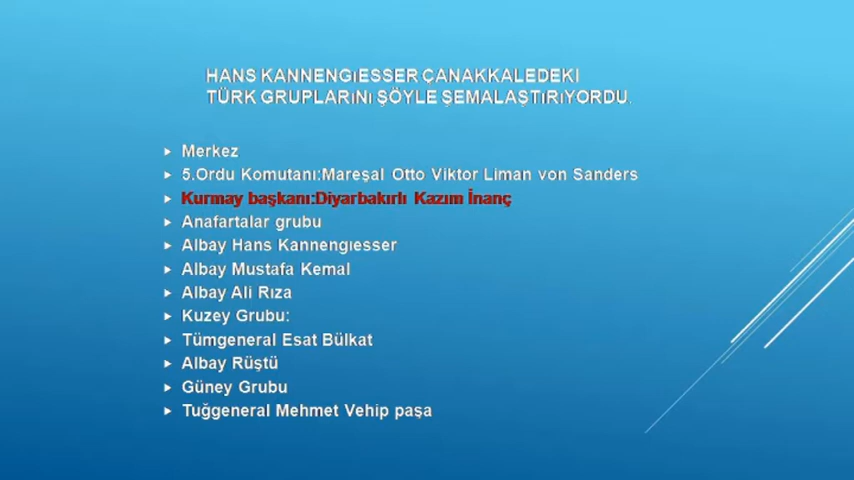 HANS KANNENGıESSER ÇANAKKALEDEKI
TÜRK GRUPLARıNı ŞÖYLE ŞEMALAŞTıRıYORDU.
Merkez
5.Ordu Komutanı:Mareşal Otto Viktor Liman von Sanders
Kurmay başkanı:Diyarbakırlı Kazım İnanç
Anafartalar grubu
Albay Hans Kannengıesser
Albay Mustafa Kemal
Albay Ali Rıza
Kuzey Grubu:
Tümgeneral Esat Bülkat
Albay Rüştü
Güney Grubu
Tuğgeneral Mehmet Vehip paşa